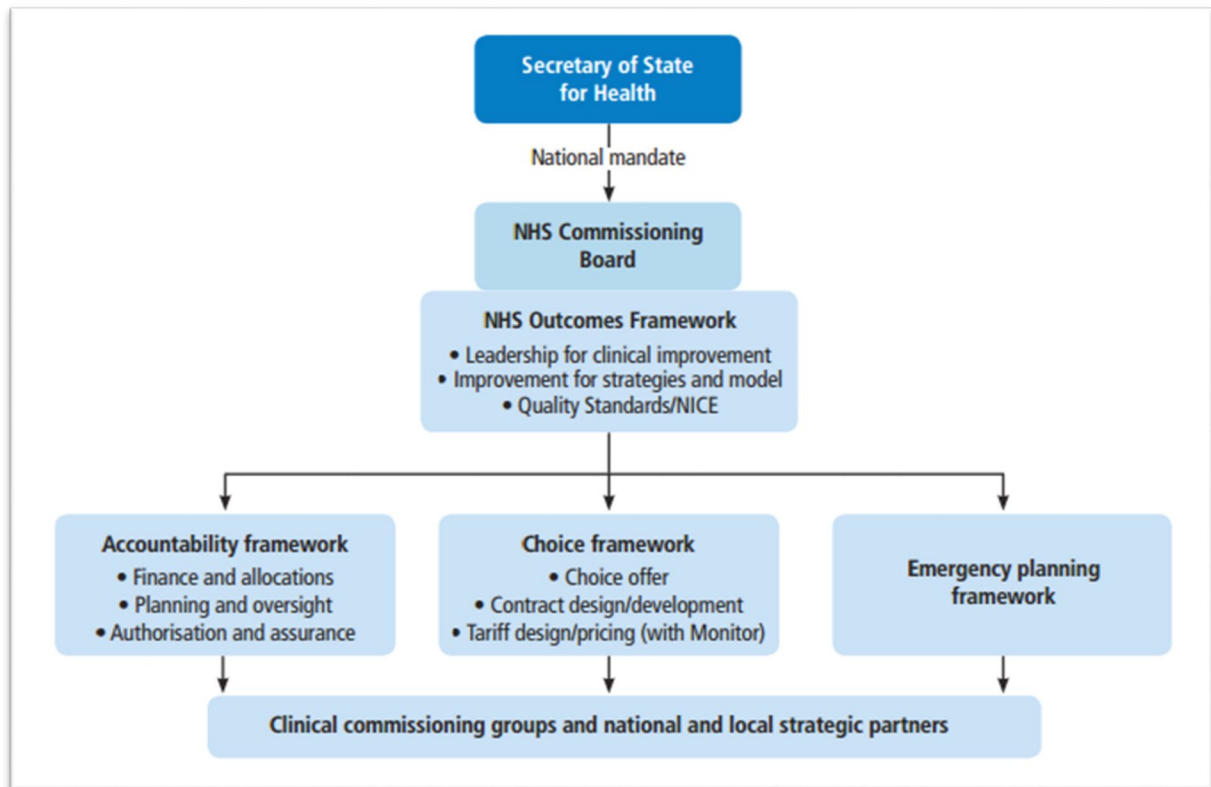 Secretary of State
for Health
National mandate
NHS Commissioning
Board
NHS Outcomes Framework
• Leadership for clinical improvement
• Improvement for strategies and model
• Quality Standards/NICE
Accountability framework
• Finance and allocations
• Planning and oversight
• Authorisation and assurance
Choice framework
• Choice offer
• Contract design/development
• Tariff design/pricing (with Monitor)
Emergency planning
framework
Clinical commissioning groups and national and local strategic partners